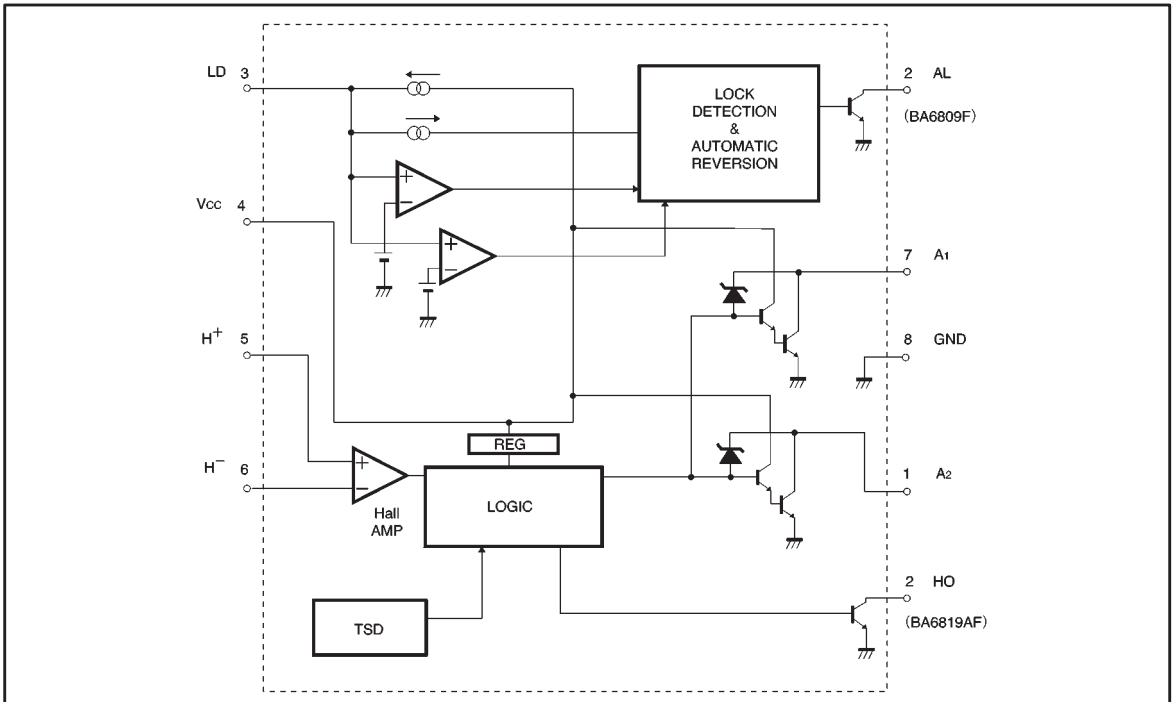 LD 3
2 AL
(BA6809F)
LOCK
DETECTION
&
AUTOMATIC
REVERSION
+
−
VCC 4
+
−
7 A1
H+ 5
8 GND
REG
H− 6
+
−
Hall
AMP
LOGIC
1 A2
2 HO
(BA6819AF)
TSD